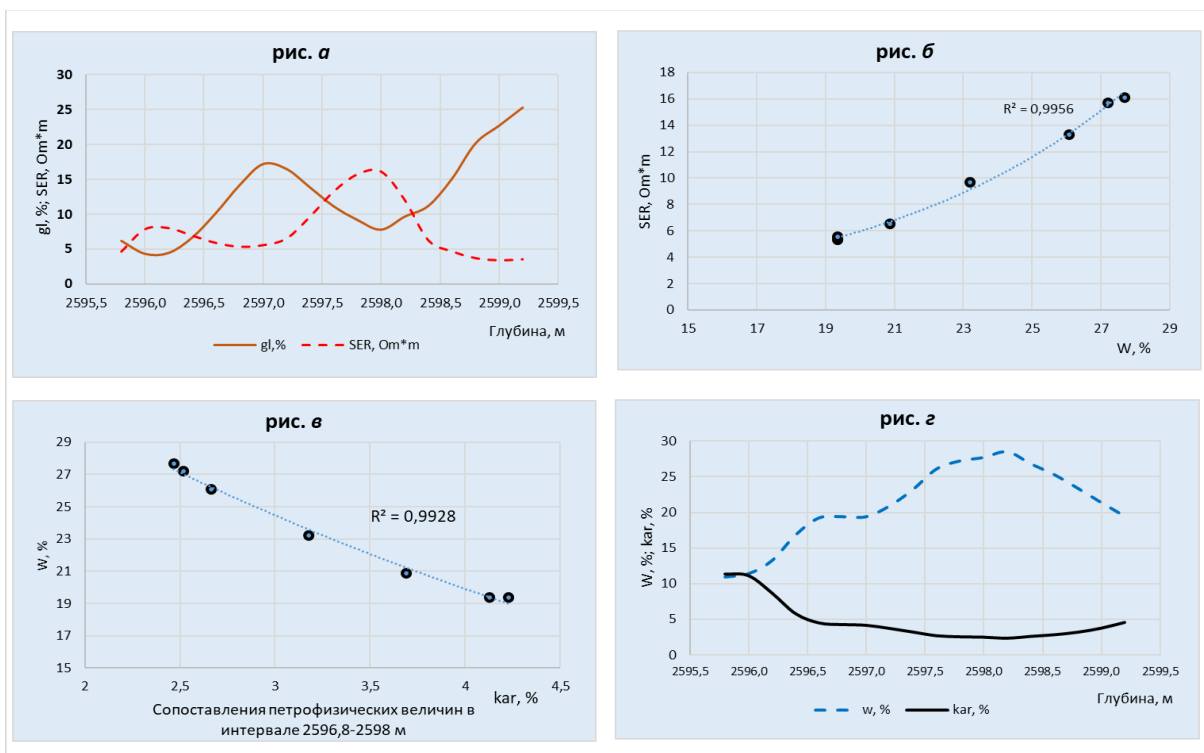 рис. а
gl, %; SER, Om*m
30
25
20
15
10
5
0
2595,5 2596,0 2596,5 2597,0 2597,5 2598,0 2598,5 2599,0 2599,5
Глубина, м
gl,% SER, Om*m
рис. б
SER, Om*m
18
16
14
12
10
8
6
4
2
0
R² = 0,9956
15 17 19 21 23 25 27 29
W, %
рис. в
W, %
29
27
25
23
21
19
17
15
R² = 0,9928
2 2,5 3 3,5 4 4,5
kar, %
Сопоставления петрофизических величин в
интервале 2596,8-2598 м
рис. г
W, %; kar, %
30
25
20
15
10
5
0
2595,5 2596,0 2596,5 2597,0 2597,5 2598,0 2598,5 2599,0 2599,5
Глубина, м
w, % kar, %